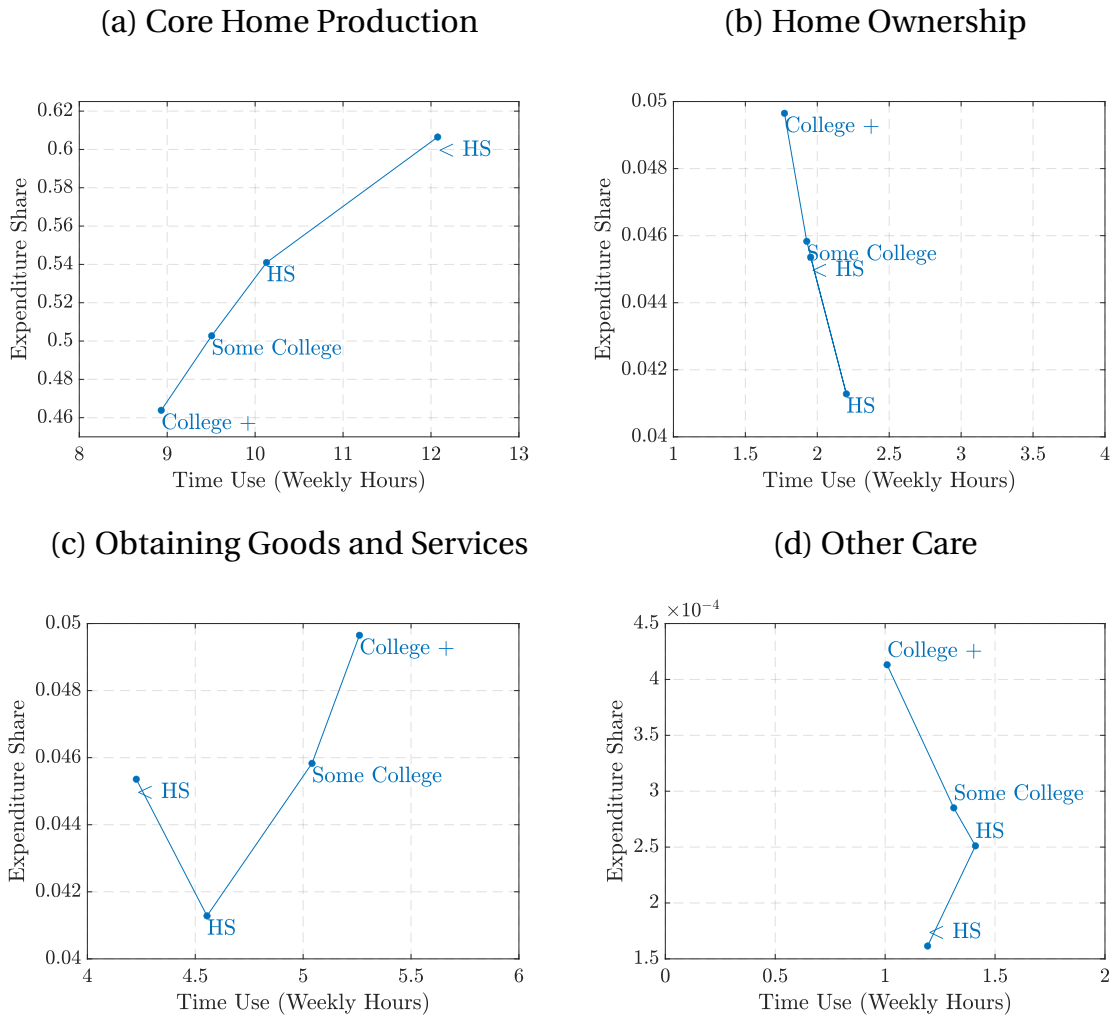 (a) Core Home Production
0.62
0.6
0.58
0.56
0.54
0.52
0.5
0.48
0.46
Expenditure Share
< HS
HS
Some College
College +
8 9 10 11 12 13
Time Use (Weekly Hours)
(b) Home Ownership
0.05
0.048
0.046
0.044
0.042
0.04
Expenditure Share
College +
Some College
< HS
HS
1 1.5 2 2.5 3 3.5 4
Time Use (Weekly Hours)
(c) Obtaining Goods and Services
0.05
0.048
0.046
0.044
0.042
0.04
Expenditure Share
College +
Some College
< HS
HS
4 4.5 5 5.5 6
Time Use (Weekly Hours)
(d) Other Care
×10⁻⁴
4.5
4
3.5
3
2.5
2
1.5
Expenditure Share
College +
Some College
HS
< HS
0 0.5 1 1.5 2
Time Use (Weekly Hours)